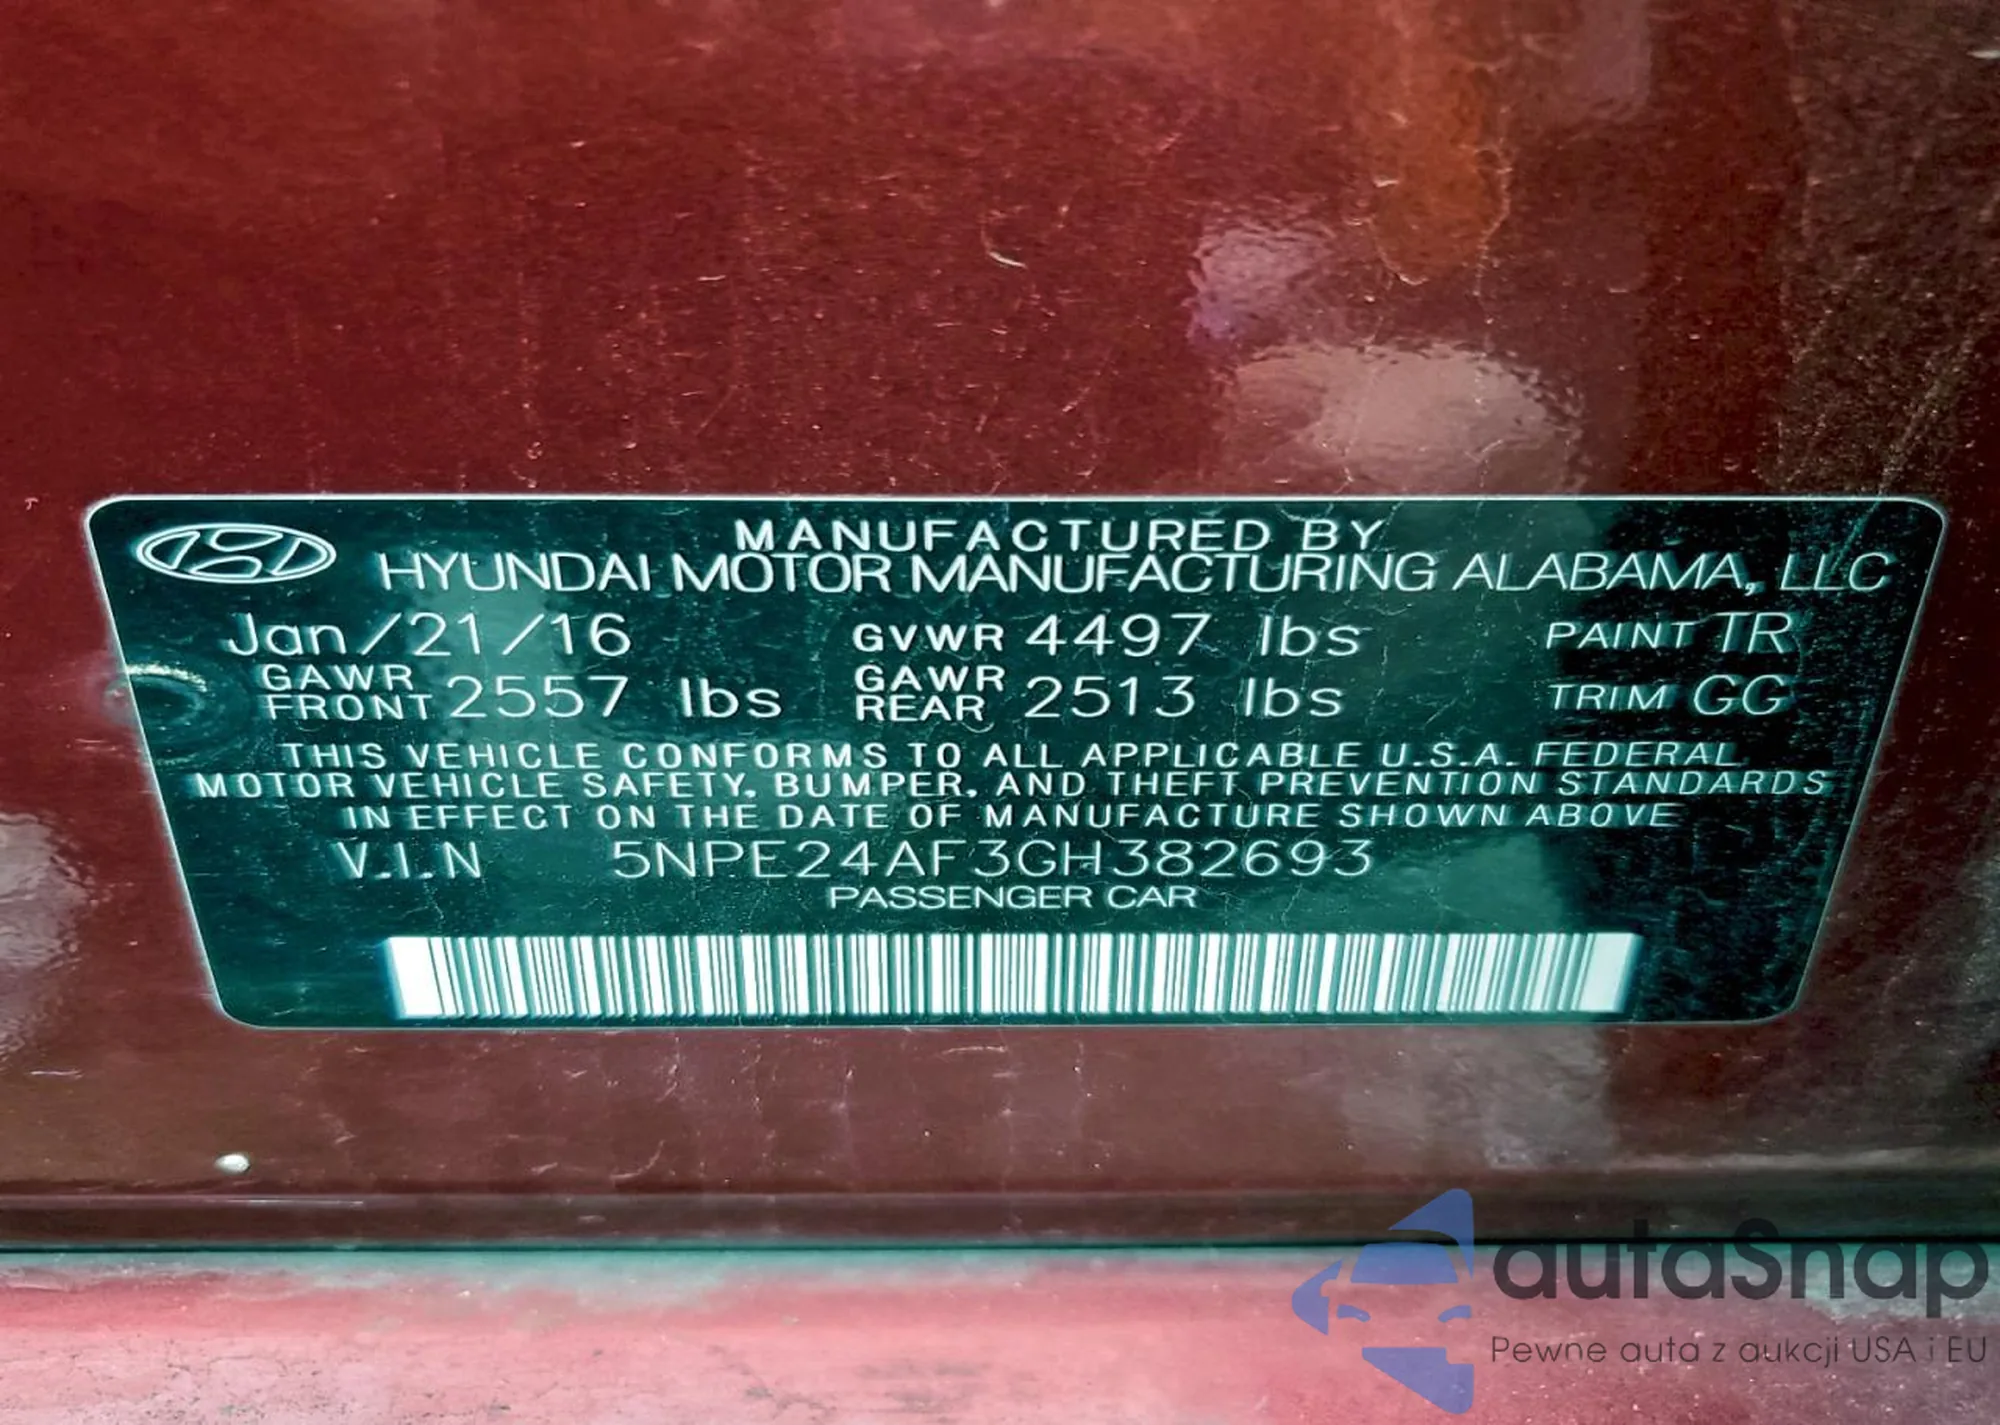 MANUFACTURED BY
HYUNDAI MOTOR MANUFACTURING ALABAMA, LLC
Jan/21/16 GVWR 4497 lbs PAINT TR
GAWR FRONT 2557 lbs GAWR REAR 2513 lbs TRIM GG
THIS VEHICLE CONFORMS TO ALL APPLICABLE U.S.A. FEDERAL
MOTOR VEHICLE SAFETY, BUMPER, AND THEFT PREVENTION STANDARDS
IN EFFECT ON THE DATE OF MANUFACTURE SHOWN ABOVE
V.I.N 5NPE24AF3GH382693
PASSENGER CAR
autaSnap
Pewne auta z aukcji USA i EU